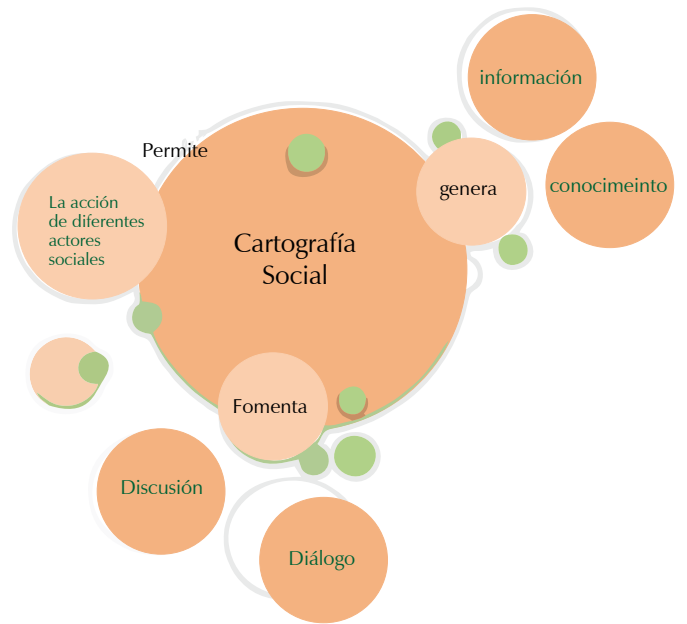 información
Permite
genera
conocimeinto
La acción
de diferentes
actores
sociales
Cartografía
Social
Fomenta
Discusión
Diálogo